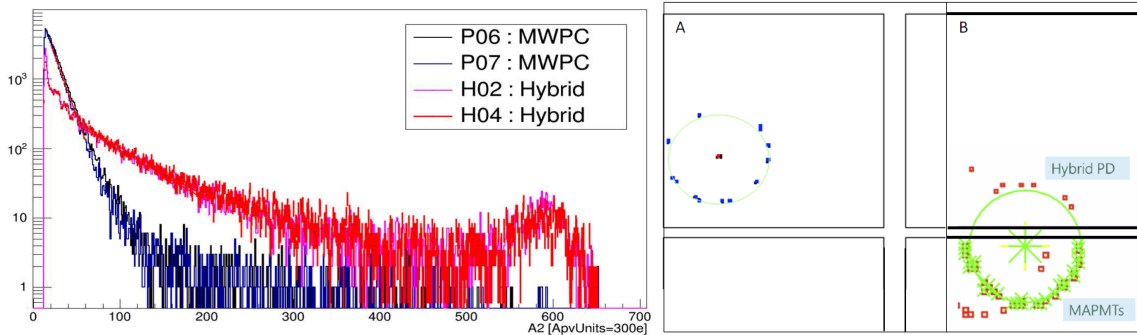 10³
10²
10
1
P06 : MWPC
P07 : MWPC
H02 : Hybrid
H04 : Hybrid
0 100 200 300 400 500 600 700
A2 [ApvUnits=300e]
A
B
Hybrid PD
MAPMTs